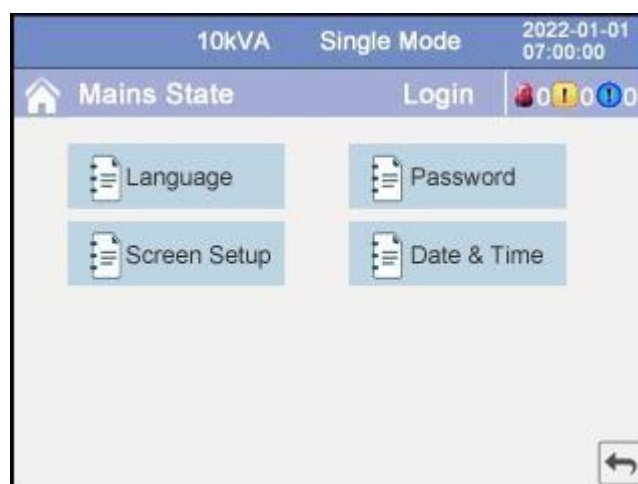 10kVA Single Mode 2022-01-01
07:00:00
Mains State Login 0 ! 0 ! 0
Language Password
Screen Setup Date & Time